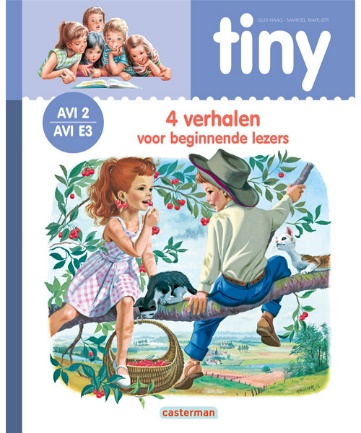 GIJS HAAG - MARCEL MARLIER
tiny
AVI 2
AVI E3
4 verhalen
voor beginnende lezers
casterman